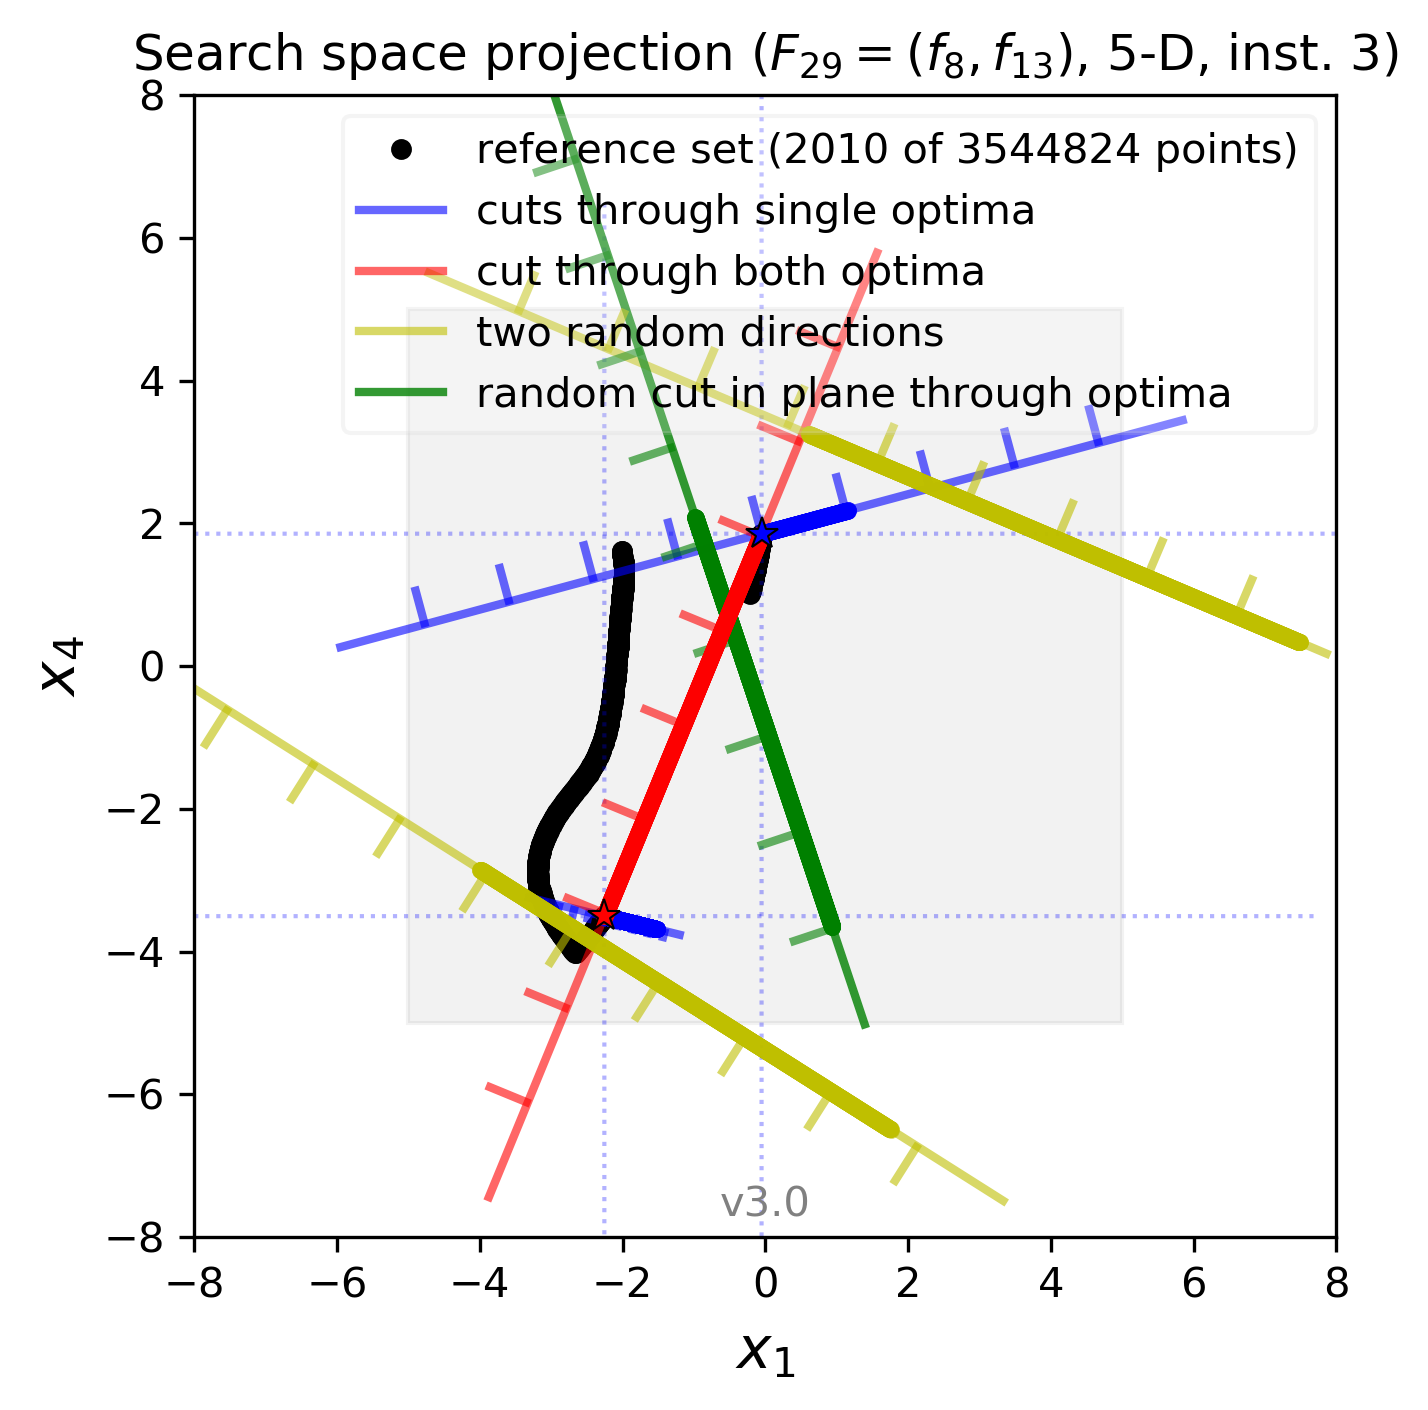 Search space projection (F₂₉ = (f₈, f₁₃), 5-D, inst. 3)
reference set (2010 of 3544824 points)
cuts through single optima
cut through both optima
two random directions
random cut in plane through optima
8
6
4
2
0
−2
−4
−6
−8
x₄
v3.0
−8 −6 −4 −2 0 2 4 6 8
x₁